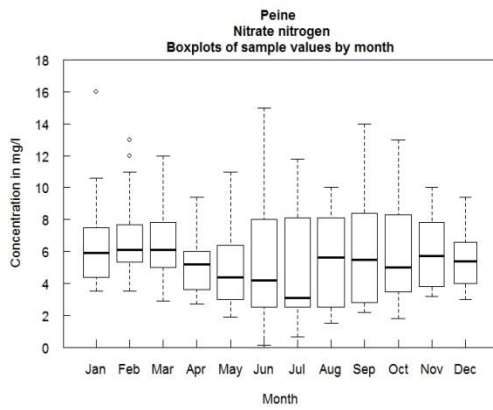 Peine
Nitrate nitrogen
Boxplots of sample values by month
Concentration in mg/l
18
16
14
12
10
8
6
4
2
0
Jan Feb Mar Apr May Jun Jul Aug Sep Oct Nov Dec
Month